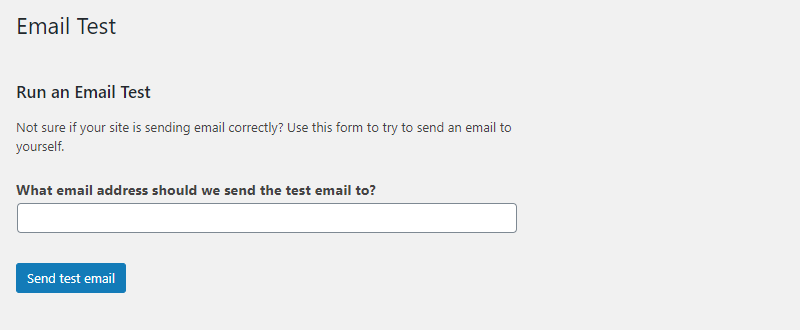 Email Test
Run an Email Test
Not sure if your site is sending email correctly? Use this form to try to send an email to
yourself.
What email address should we send the test email to?
Send test email